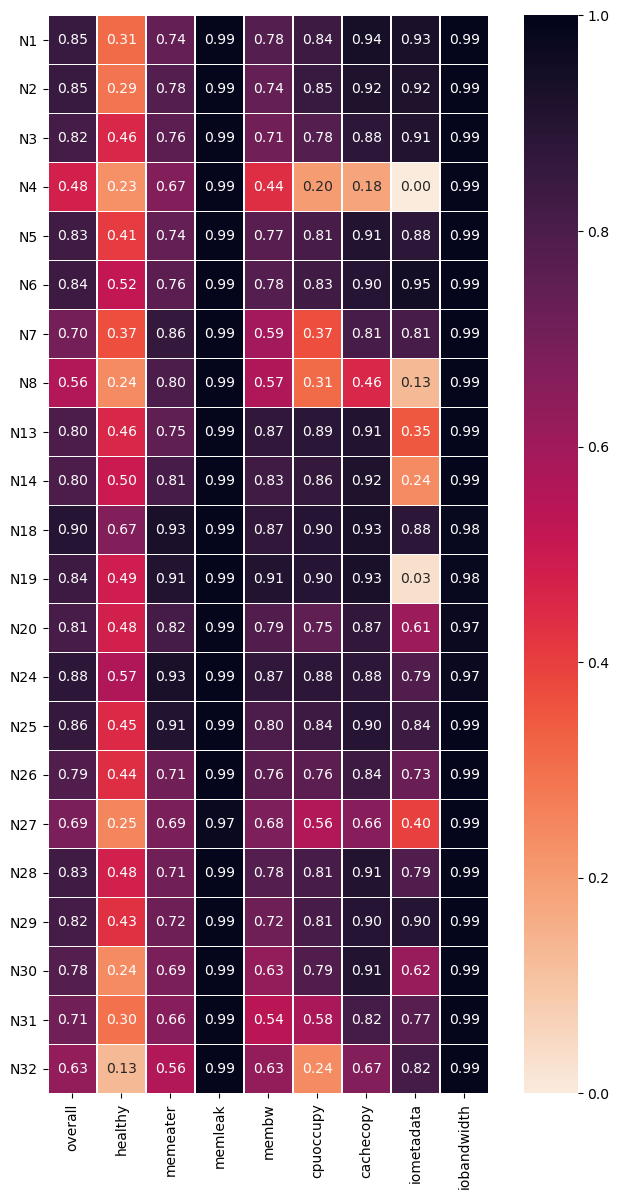 N1 0.85 0.31 0.74 0.99 0.78 0.84 0.94 0.93 0.99
N2 0.85 0.29 0.78 0.99 0.74 0.85 0.92 0.92 0.99
N3 0.82 0.46 0.76 0.99 0.71 0.78 0.88 0.91 0.99
N4 0.48 0.23 0.67 0.99 0.44 0.20 0.18 0.00 0.99
N5 0.83 0.41 0.74 0.99 0.77 0.81 0.91 0.88 0.99
N6 0.84 0.52 0.76 0.99 0.78 0.83 0.90 0.95 0.99
N7 0.70 0.37 0.86 0.99 0.59 0.37 0.81 0.81 0.99
N8 0.56 0.24 0.80 0.99 0.57 0.31 0.46 0.13 0.99
N13 0.80 0.46 0.75 0.99 0.87 0.89 0.91 0.35 0.99
N14 0.80 0.50 0.81 0.99 0.83 0.86 0.92 0.24 0.99
N18 0.90 0.67 0.93 0.99 0.87 0.90 0.93 0.88 0.98
N19 0.84 0.49 0.91 0.99 0.91 0.90 0.93 0.03 0.98
N20 0.81 0.48 0.82 0.99 0.79 0.75 0.87 0.61 0.97
N24 0.88 0.57 0.93 0.99 0.87 0.88 0.88 0.79 0.97
N25 0.86 0.45 0.91 0.99 0.80 0.84 0.90 0.84 0.99
N26 0.79 0.44 0.71 0.99 0.76 0.76 0.84 0.73 0.99
N27 0.69 0.25 0.69 0.97 0.68 0.56 0.66 0.40 0.99
N28 0.83 0.48 0.71 0.99 0.78 0.81 0.91 0.79 0.99
N29 0.82 0.43 0.72 0.99 0.72 0.81 0.90 0.90 0.99
N30 0.78 0.24 0.69 0.99 0.63 0.79 0.91 0.62 0.99
N31 0.71 0.30 0.66 0.99 0.54 0.58 0.82 0.77 0.99
N32 0.63 0.13 0.56 0.99 0.63 0.24 0.67 0.82 0.99
overall healthy memeater memleak membw cpuoccupy cachecopy iometadata iobandwidth
1.0
0.8
0.6
0.4
0.2
0.0